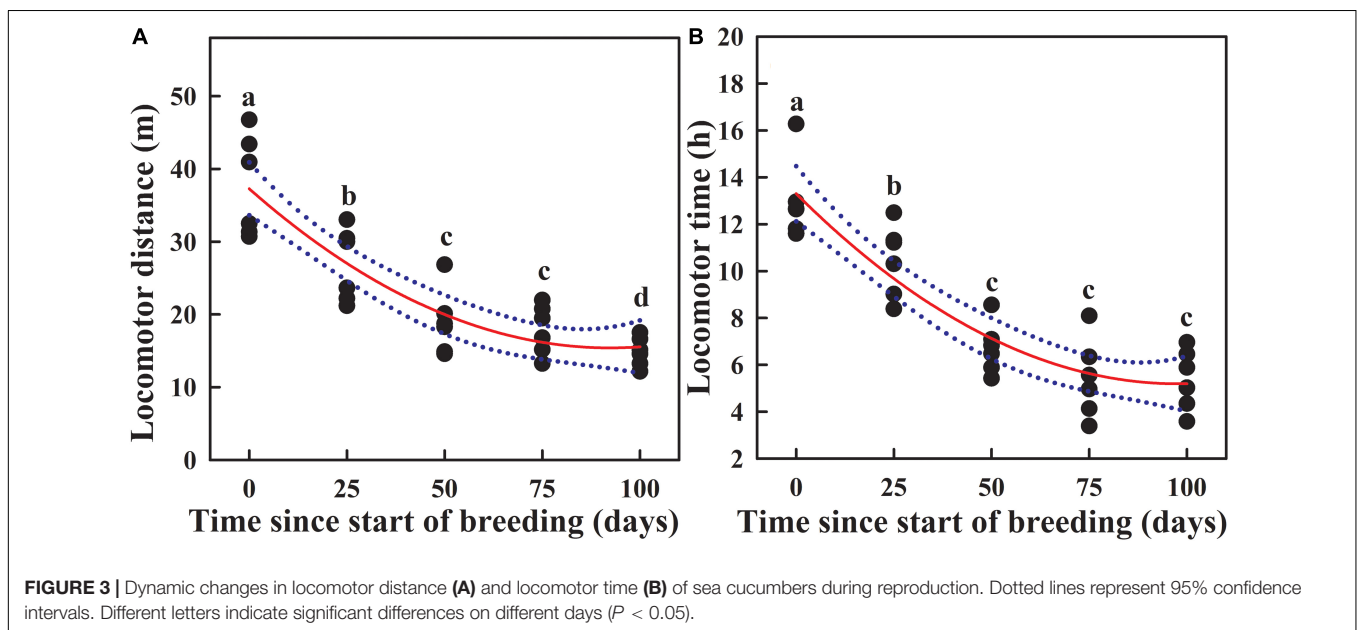 A
Locomotor distance (m)
50
40
30
20
10
0
a
b
c
c
d
0 25 50 75 100
Time since start of breeding (days)
B
Locomotor time (h)
20
18
16
14
12
10
8
6
4
2
a
b
c
c
c
0 25 50 75 100
Time since start of breeding (days)
FIGURE 3 | Dynamic changes in locomotor distance (A) and locomotor time (B) of sea cucumbers during reproduction. Dotted lines represent 95% confidence
intervals. Different letters indicate significant differences on different days (P < 0.05).